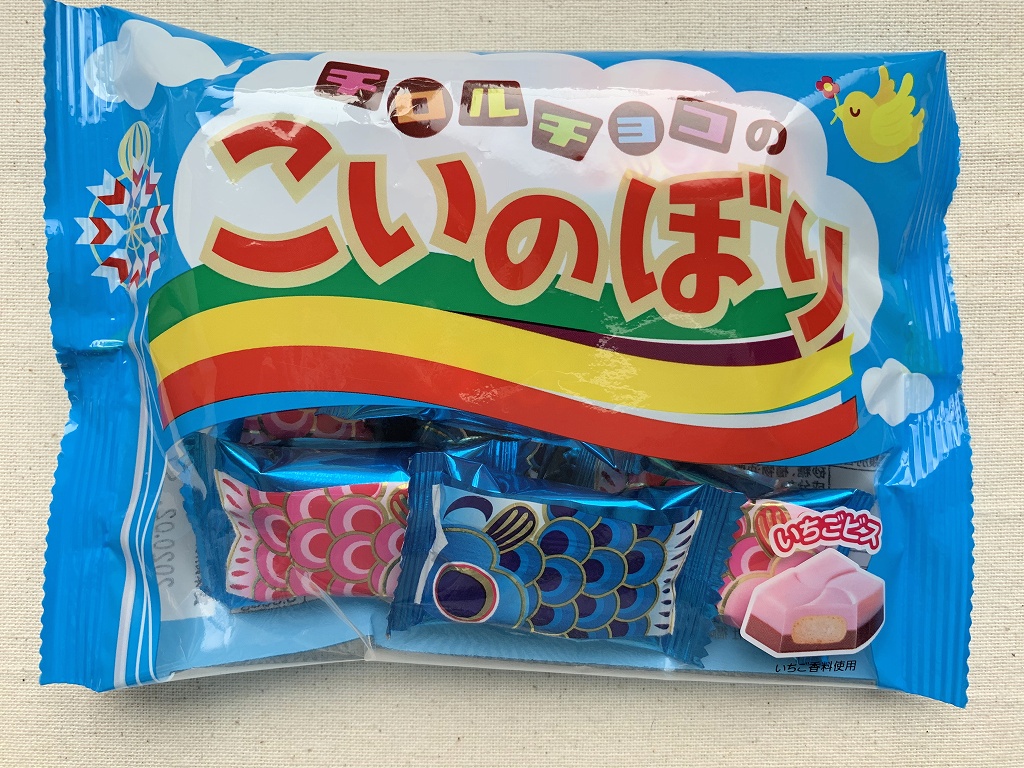 チロルチョコの
こいのぼり
いちごビス
いちご香料使用